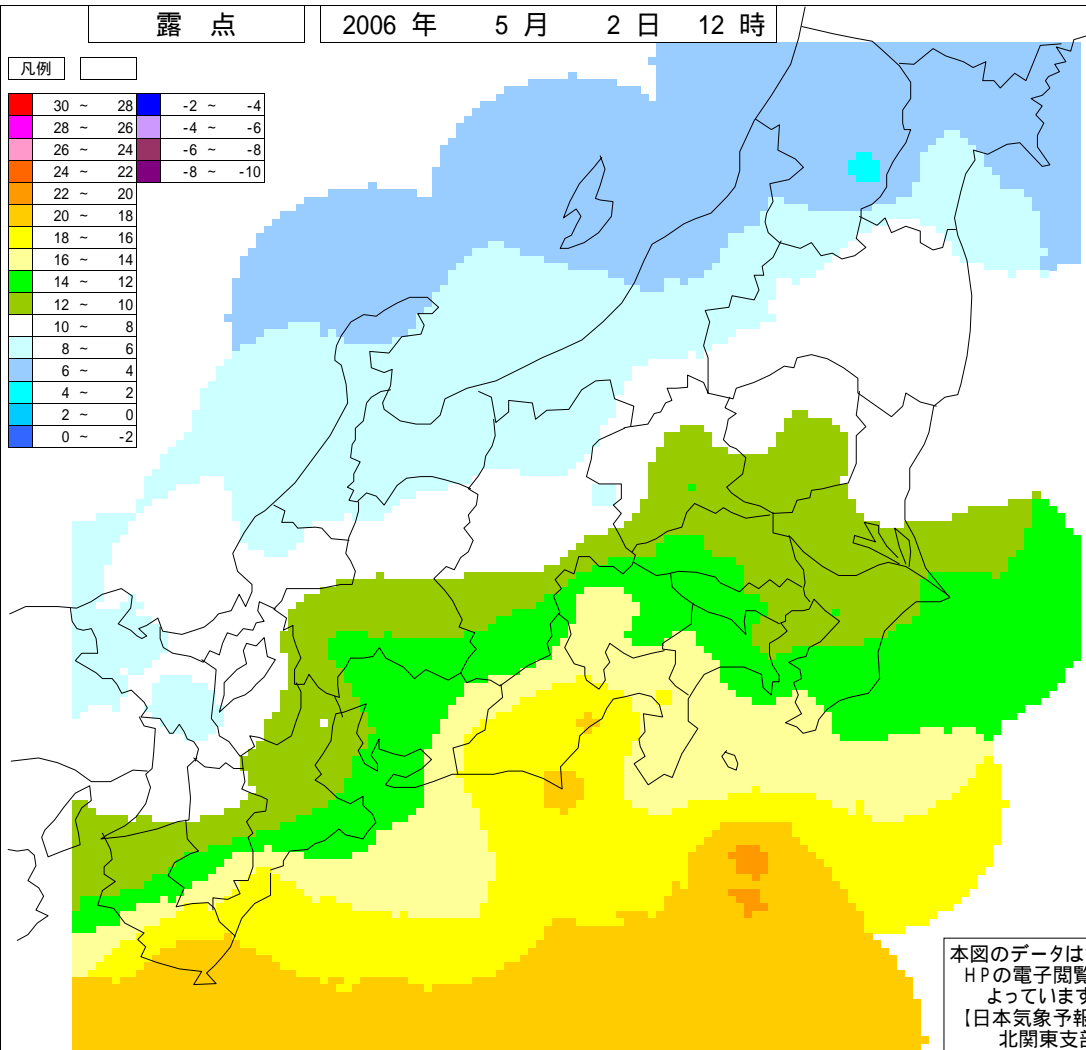 露 点
2006 年 5 月 2 日 12 時
凡例
30 ~ 28 -2 ~ -4
28 ~ 26 -4 ~ -6
26 ~ 24 -6 ~ -8
24 ~ 22 -8 ~ -10
22 ~ 20
20 ~ 18
18 ~ 16
16 ~ 14
14 ~ 12
12 ~ 10
10 ~ 8
8 ~ 6
6 ~ 4
4 ~ 2
2 ~ 0
0 ~ -2
本図のデータは
HPの電子閲覧
よっています
【日本気象予報
北関東支部